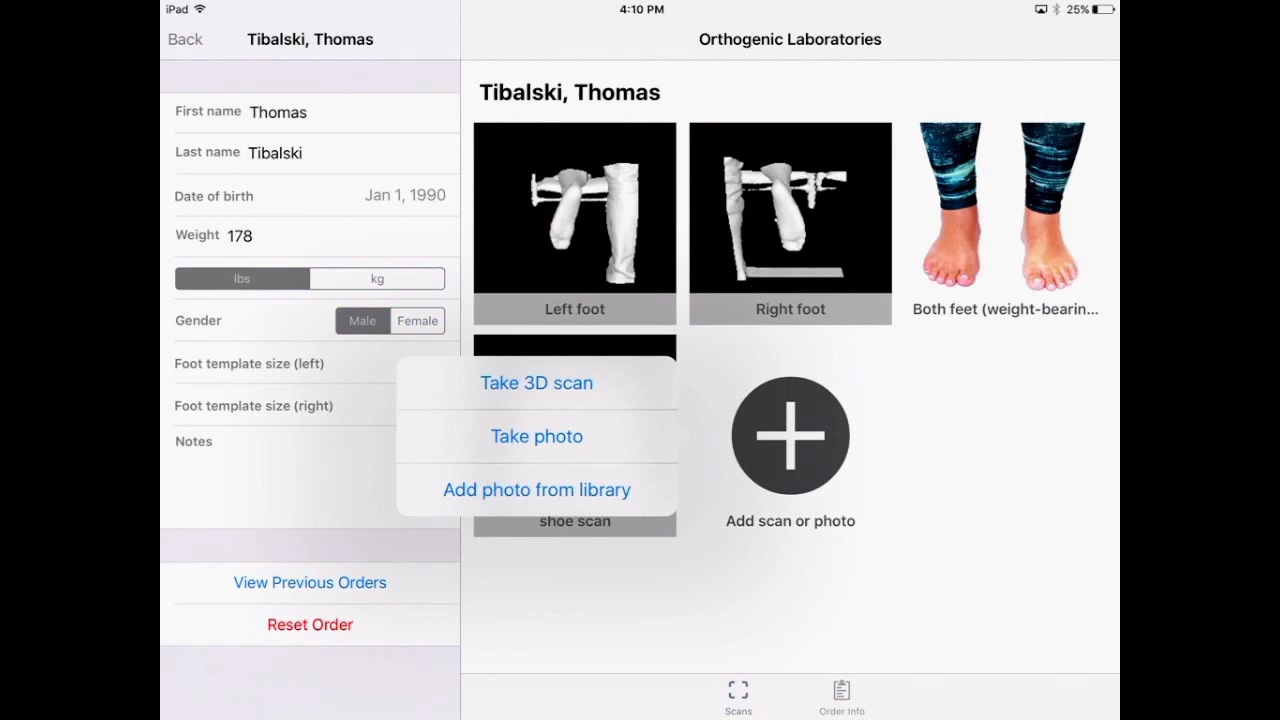 iPad
4:10 PM
25%
Back
Tibalski, Thomas
Orthogenic Laboratories
First name Thomas
Last name Tibalski
Date of birth Jan 1, 1990
Weight 178
lbs kg
Gender Male Female
Foot template size (left)
Foot template size (right)
Notes
View Previous Orders
Reset Order
Tibalski, Thomas
Left foot
Right foot
Both feet (weight-bearin...
Take 3D scan
Take photo
Add photo from library
shoe scan
Add scan or photo
Scans
Order Info